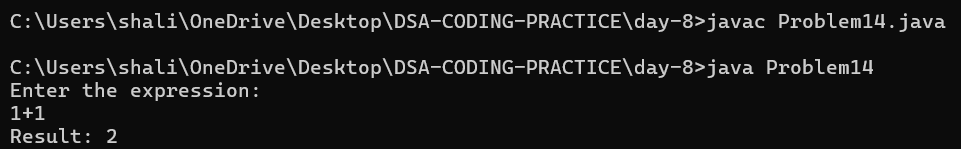 C:\Users\shali\OneDrive\Desktop\DSA-CODING-PRACTICE\day-8>javac Problem14.java
C:\Users\shali\OneDrive\Desktop\DSA-CODING-PRACTICE\day-8>java Problem14
Enter the expression:
1+1
Result: 2